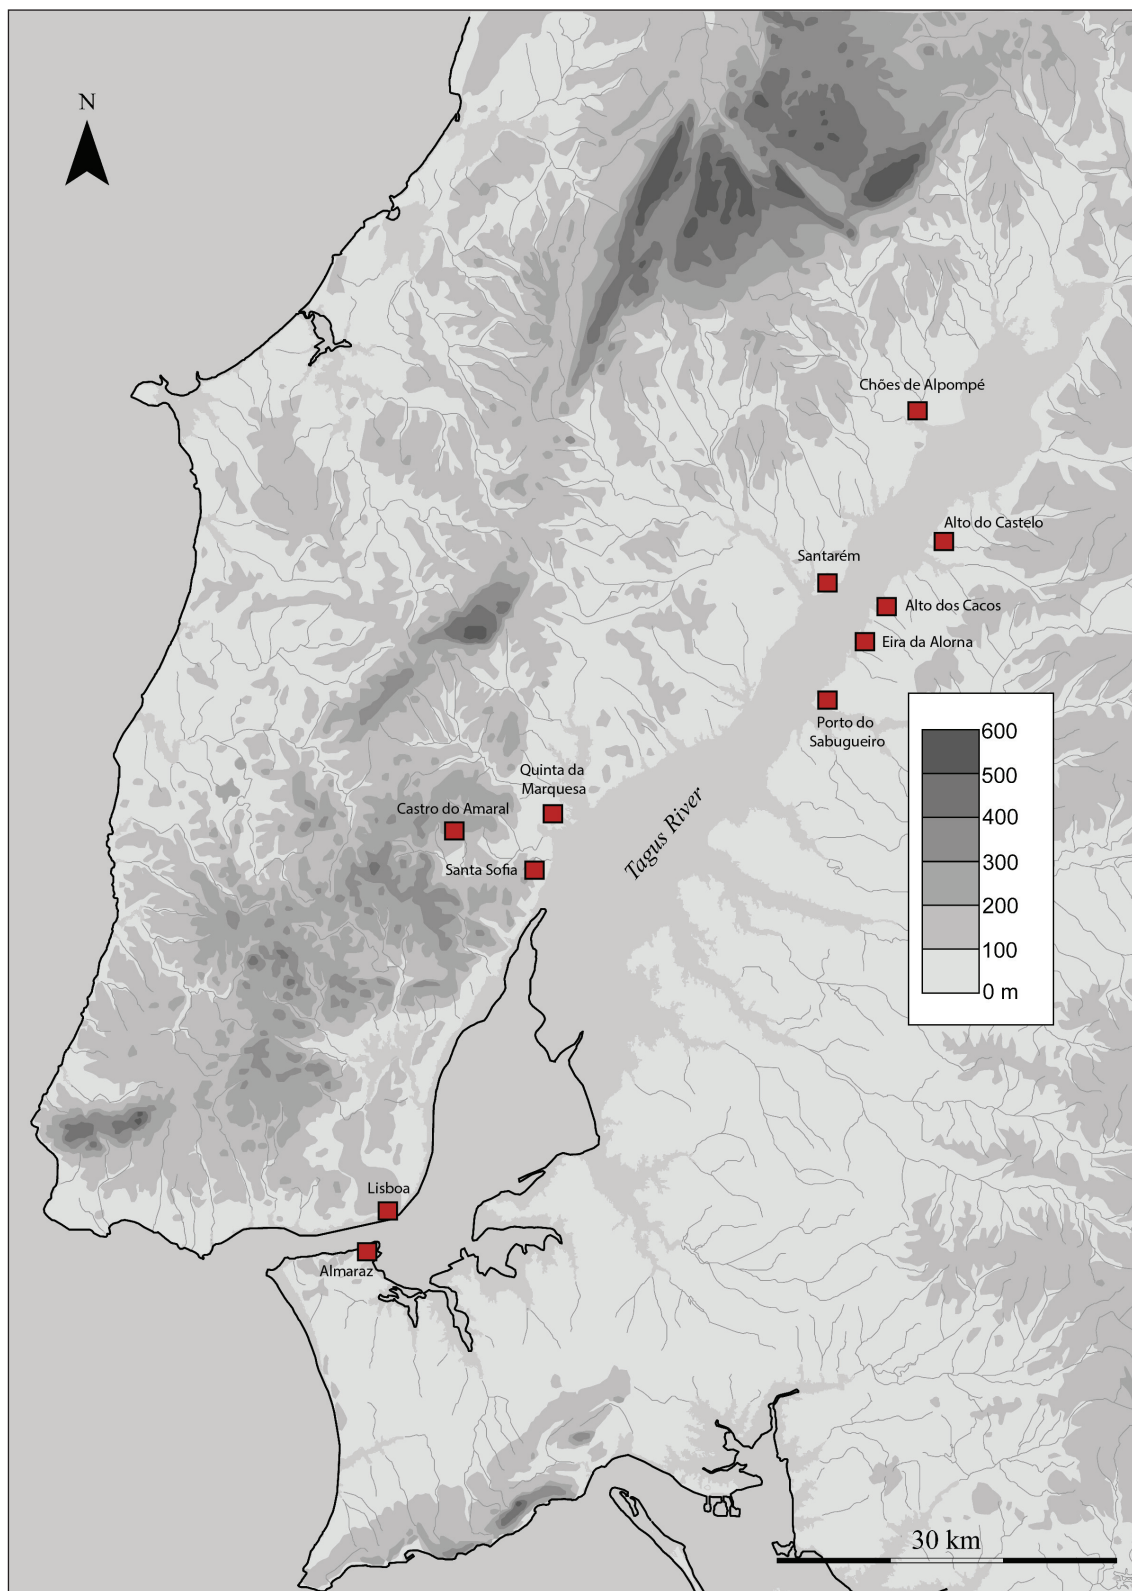 N
Chões de Alpompé
Alto do Castelo
Santarém
Alto dos Cacos
Eira da Alorna
Porto do
Sabugueiro
600
500
400
300
200
100
0 m
Quinta da
Marquesa
Castro do Amaral
Tagus River
Santa Sofia
Lisboa
Almaraz
30 km